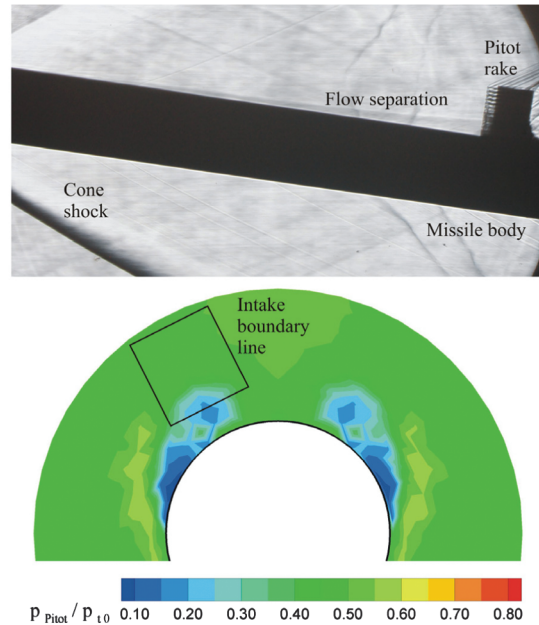 Pitot
rake
Flow separation
Cone
shock
Missile body
Intake
boundary
line
p Pitot / p t0
0.10 0.20 0.30 0.40 0.50 0.60 0.70 0.80